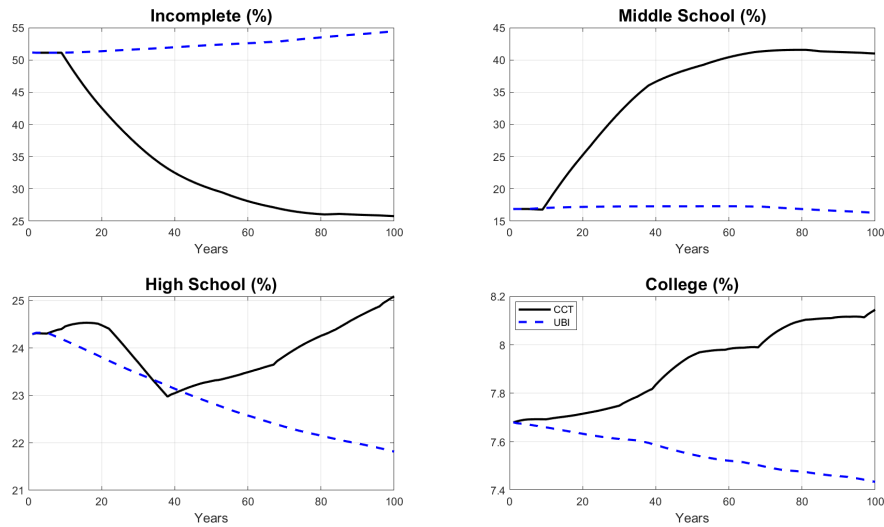 Incomplete (%)
55
50
45
40
35
30
25
0 20 40 60 80 100
Years
Middle School (%)
45
40
35
30
25
20
15
0 20 40 60 80 100
Years
High School (%)
25
24
23
22
21
0 20 40 60 80 100
Years
College (%)
8.2
8
7.8
7.6
7.4
CCT
UBI
0 20 40 60 80 100
Years